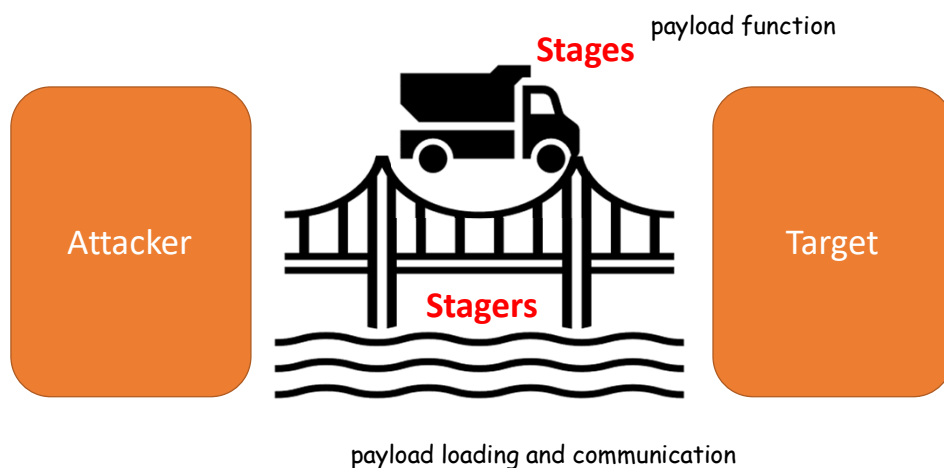 payload function
Stages
Attacker
Target
Stagers
payload loading and communication